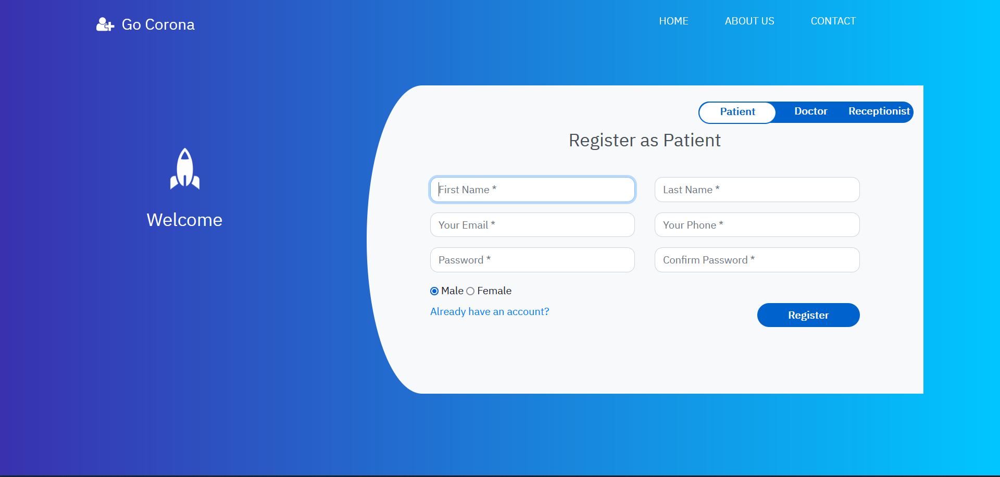 Go Corona
HOME ABOUT US CONTACT
Patient Doctor Receptionist
Register as Patient
First Name * Last Name *
Welcome
Your Email * Your Phone *
Password * Confirm Password *
Male Female
Already have an account?
Register